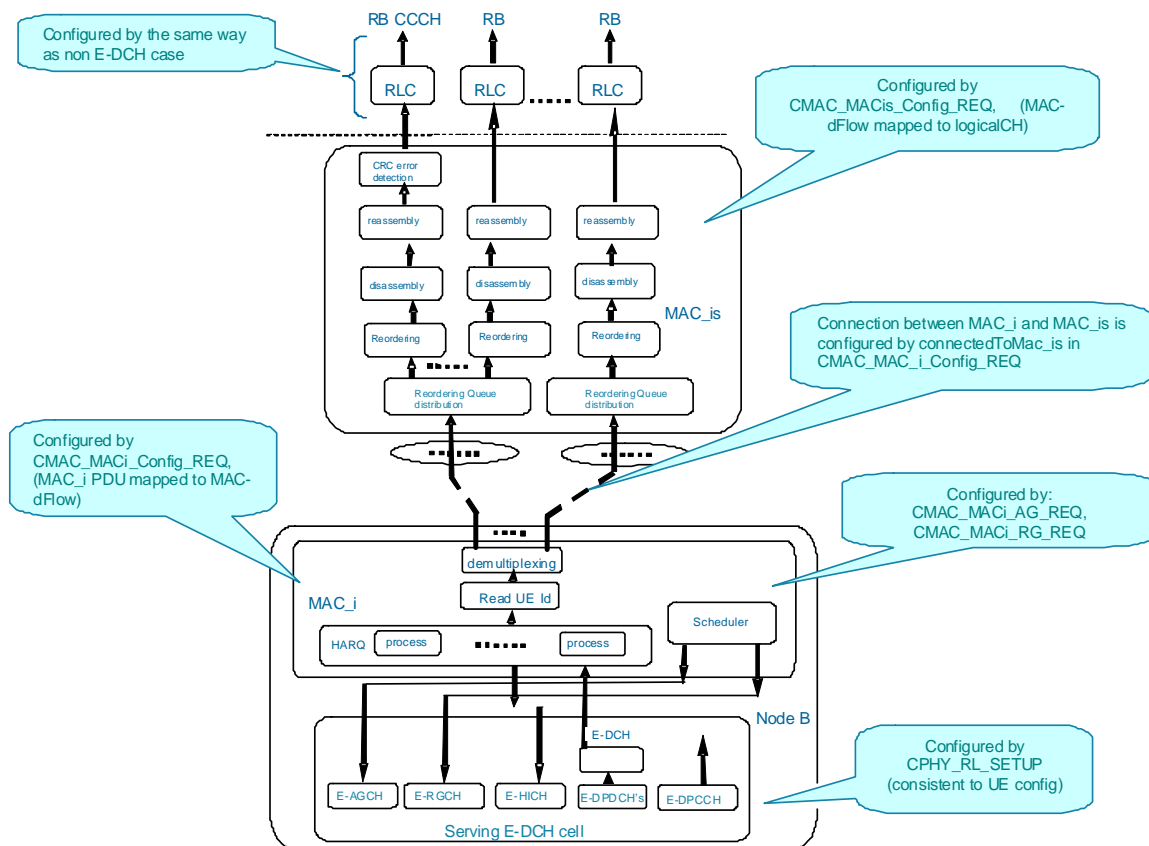 RB CCCH
RB
RB
Configured by the same way
as non E-DCH case
RLC
RLC
RLC
Configured by
CMAC_MACis_Config_REQ, (MAC-
dFlow mapped to logicalCH)
CRC error
detection
reassembly
reassembly
reassembly
disassembly
disassembly
disassembly
MAC_is
Reordering
Reordering
Reordering
Connection between MAC_i and MAC_is is
configured by connectedToMac_is in
CMAC_MAC_i_Config_REQ
Reordering Queue
distribution
Reordering Queue
distribution
Configured by
CMAC_MACi_Config_REQ,
(MAC_i PDU mapped to MAC-
dFlow)
Configured by:
CMAC_MACi_AG_REQ,
CMAC_MACi_RG_REQ
demultiplexing
Read UE Id
MAC_i
Scheduler
HARQ
process
process
Node B
E-DCH
Configured by
CPHY_RL_SETUP
(consistent to UE config)
E-AGCH
E-RGCH
E-HICH
E-DPDCH's
E-DPCCH
Serving E-DCH cell